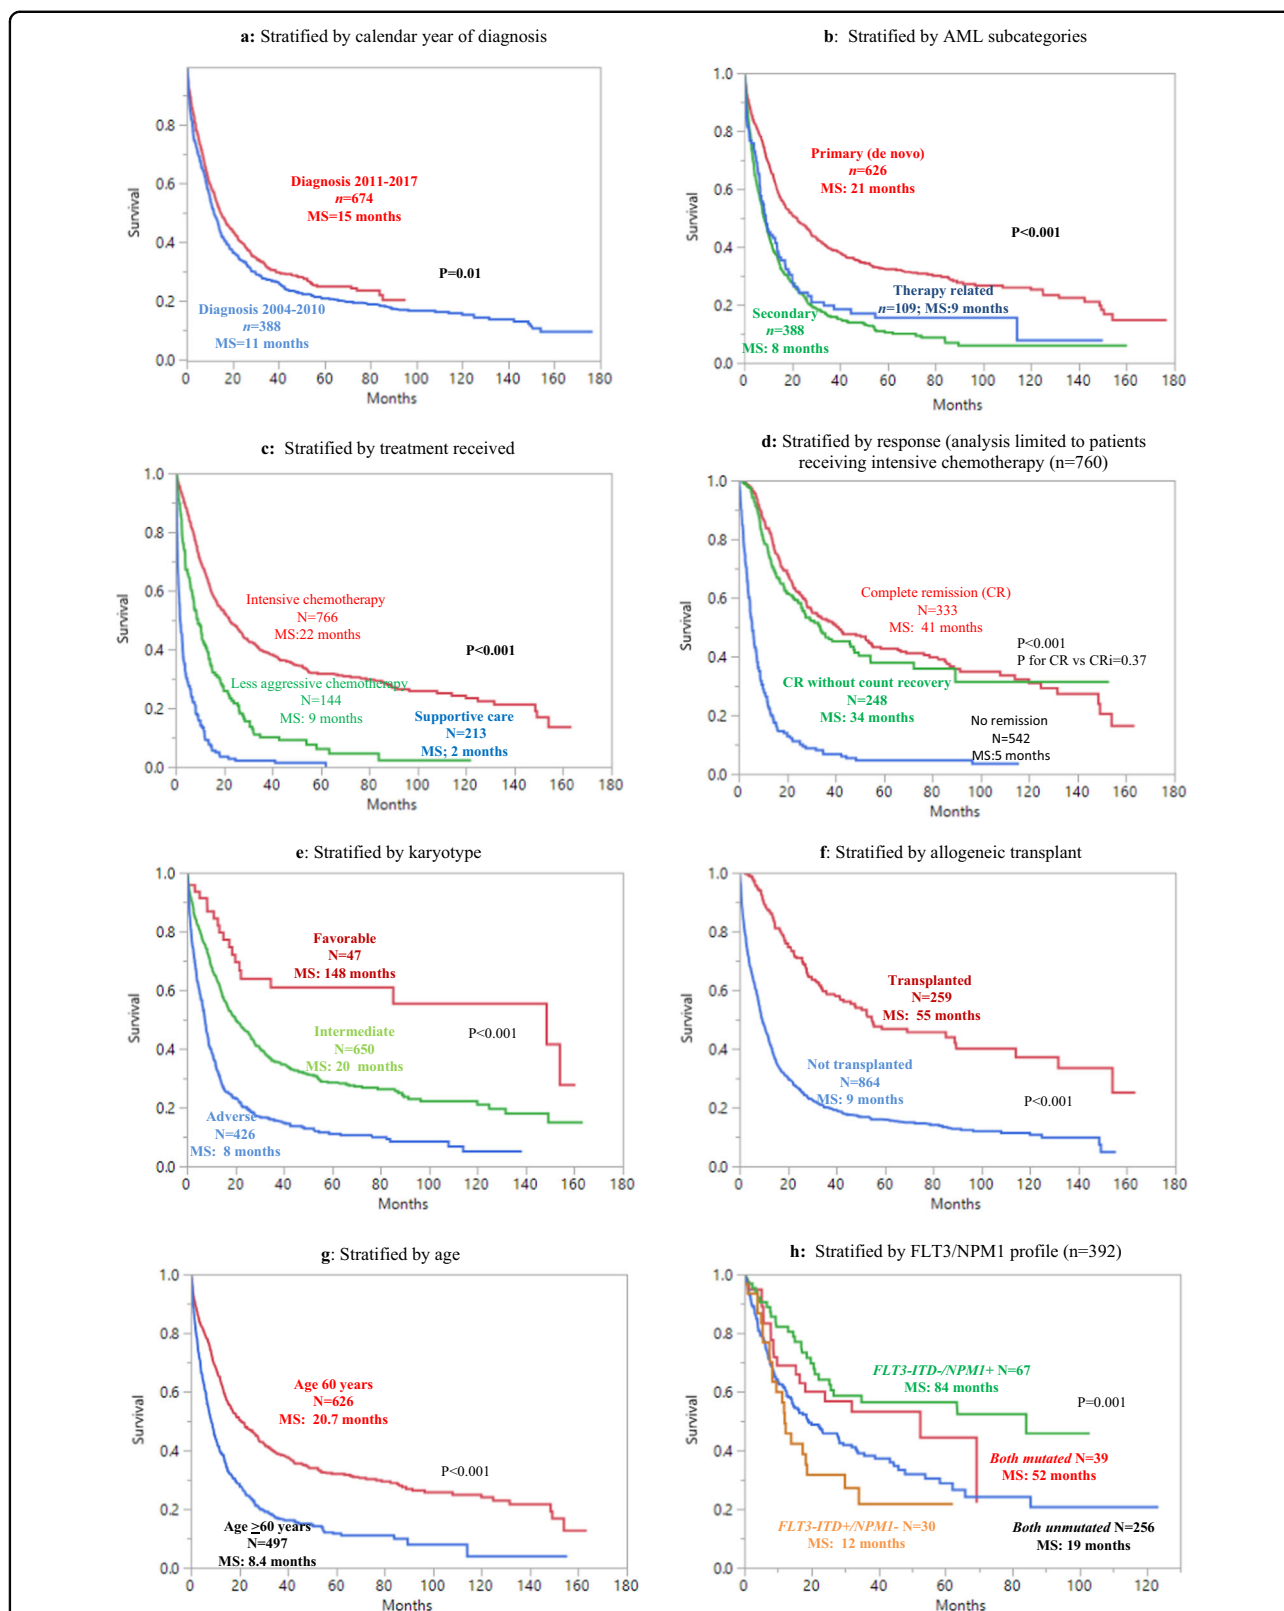 a: Stratified by calendar year of diagnosis
Survival
0.8
0.6
0.4
0.2
0.0
0 20 40 60 80 100 120 140 160 180
Months
Diagnosis 2011-2017
n=674
MS=15 months
P=0.01
Diagnosis 2004-2010
n=388
MS=11 months
b: Stratified by AML subcategories
Survival
1.0
0.8
0.6
0.4
0.2
0.0
0 20 40 60 80 100 120 140 160 180
Months
Primary (de novo)
n=626
MS: 21 months
P<0.001
Therapy related
n=109; MS:9 months
Secondary
n=388
MS: 8 months
c: Stratified by treatment received
Survival
1.0
0.8
0.6
0.4
0.2
0.0
0 20 40 60 80 100 120 140 160 180
Months
Intensive chemotherapy
N=766
MS:22 months
P<0.001
Less aggressive chemotherapy
N=144
MS: 9 months
Supportive care
N=213
MS; 2 months
d: Stratified by response (analysis limited to patients
receiving intensive chemotherapy (n=760)
Survival
1.0
0.8
0.6
0.4
0.2
0.0
0 20 40 60 80 100 120 140 160 180
Months
Complete remission (CR)
N=333
MS: 41 months
P<0.001
P for CR vs CRi=0.37
CR without count recovery
N=248
MS: 34 months
No remission
N=542
MS:5 months
e: Stratified by karyotype
Survival
1.0
0.8
0.6
0.4
0.2
0.0
0 20 40 60 80 100 120 140 160 180
Months
Favorable
N=47
MS: 148 months
P<0.001
Intermediate
N=650
MS: 20 months
Adverse
N=426
MS: 8 months
f: Stratified by allogeneic transplant
Survival
1.0
0.8
0.6
0.4
0.2
0.0
0 20 40 60 80 100 120 140 160 180
Months
Transplanted
N=259
MS: 55 months
Not transplanted
N=864
MS: 9 months
P<0.001
g: Stratified by age
Survival
1.0
0.8
0.6
0.4
0.2
0.0
0 20 40 60 80 100 120 140 160 180
Months
Age 60 years
N=626
MS: 20.7 months
P<0.001
Age ≥60 years
N=497
MS: 8.4 months
h: Stratified by FLT3/NPM1 profile (n=392)
Survival
1.0
0.8
0.6
0.4
0.2
0.0
0 20 40 60 80 100 120
Months
FLT3-ITD-/NPM1+ N=67
MS: 84 months
P=0.001
Both mutated N=39
MS: 52 months
FLT3-ITD+/NPM1- N=30
MS: 12 months
Both unmutated N=256
MS: 19 months